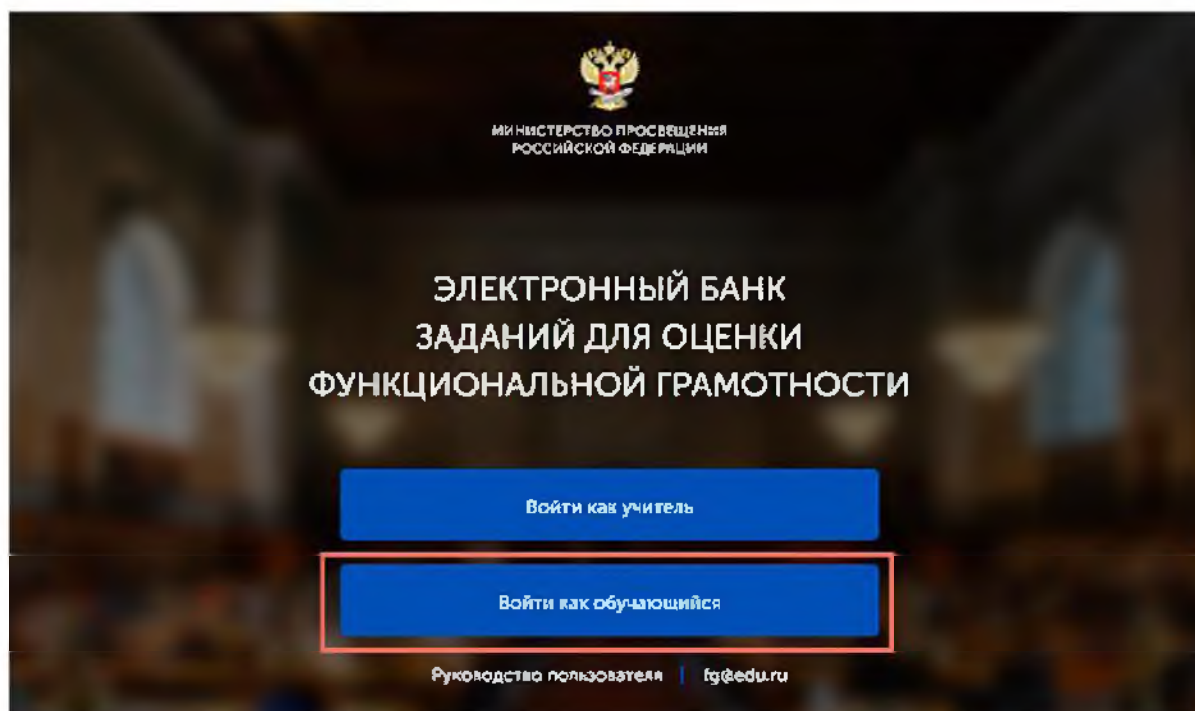 МИНИСТЕРСТВО ПРОСВЕЩЕНИЯ
РОССИЙСКОЙ ФЕДЕРАЦИИ
ЭЛЕКТРОННЫЙ БАНК
ЗАДАНИЙ ДЛЯ ОЦЕНКИ
ФУНКЦИОНАЛЬНОЙ ГРАМОТНОСТИ
Войти как учитель
Войти как обучающийся
Руководство пользователя | fg@edu.ru